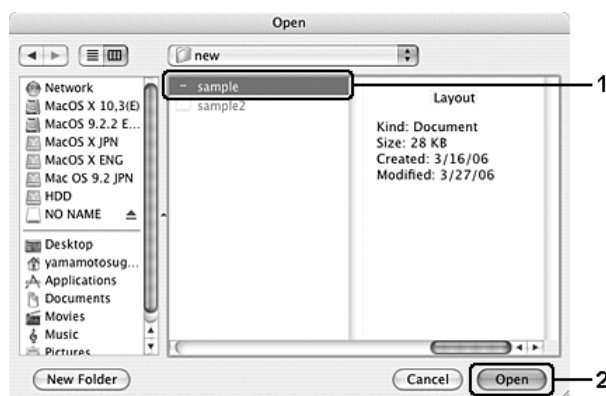 Open
new
Network
MacOS X 10,3(E)
MacOS 9.2.2 E...
MacOS X JPN
MacOS X ENG
Mac OS 9.2 JPN
HDD
NO NAME
Desktop
yamamotosug...
Applications
Documents
Movies
Music
Pictures
sample
sample2
1
Layout
Kind: Document
Size: 28 KB
Created: 3/16/06
Modified: 3/27/06
New Folder
Cancel
Open
2